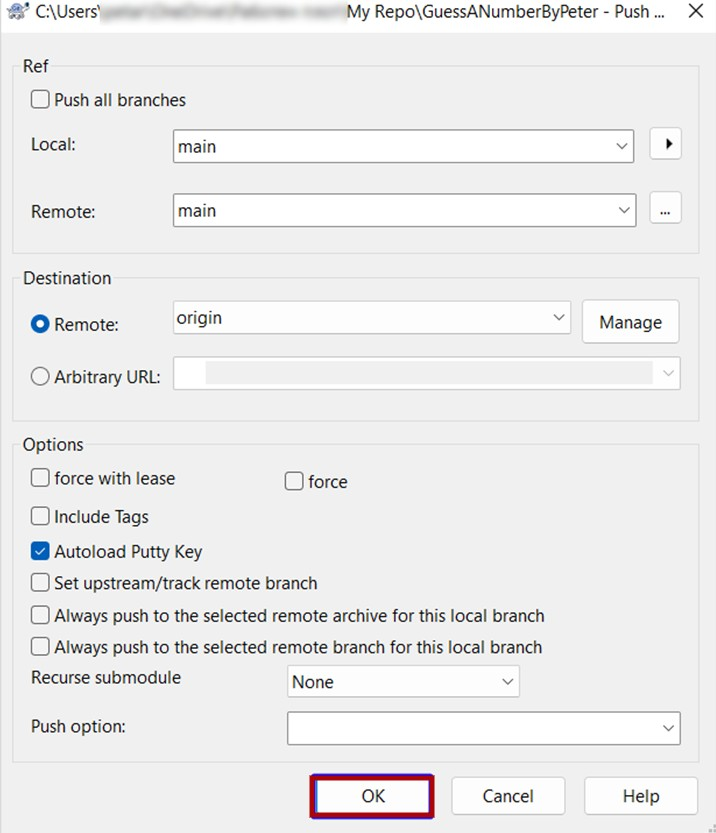 C:\Users\ My Repo\GuessANumberByPeter - Push ...
Ref
Push all branches
Local:
main
Remote:
main
...
Destination
Remote:
origin
Manage
Arbitrary URL:
Options
force with lease
force
Include Tags
Autoload Putty Key
Set upstream/track remote branch
Always push to the selected remote archive for this local branch
Always push to the selected remote branch for this local branch
Recurse submodule
None
Push option:
OK
Cancel
Help